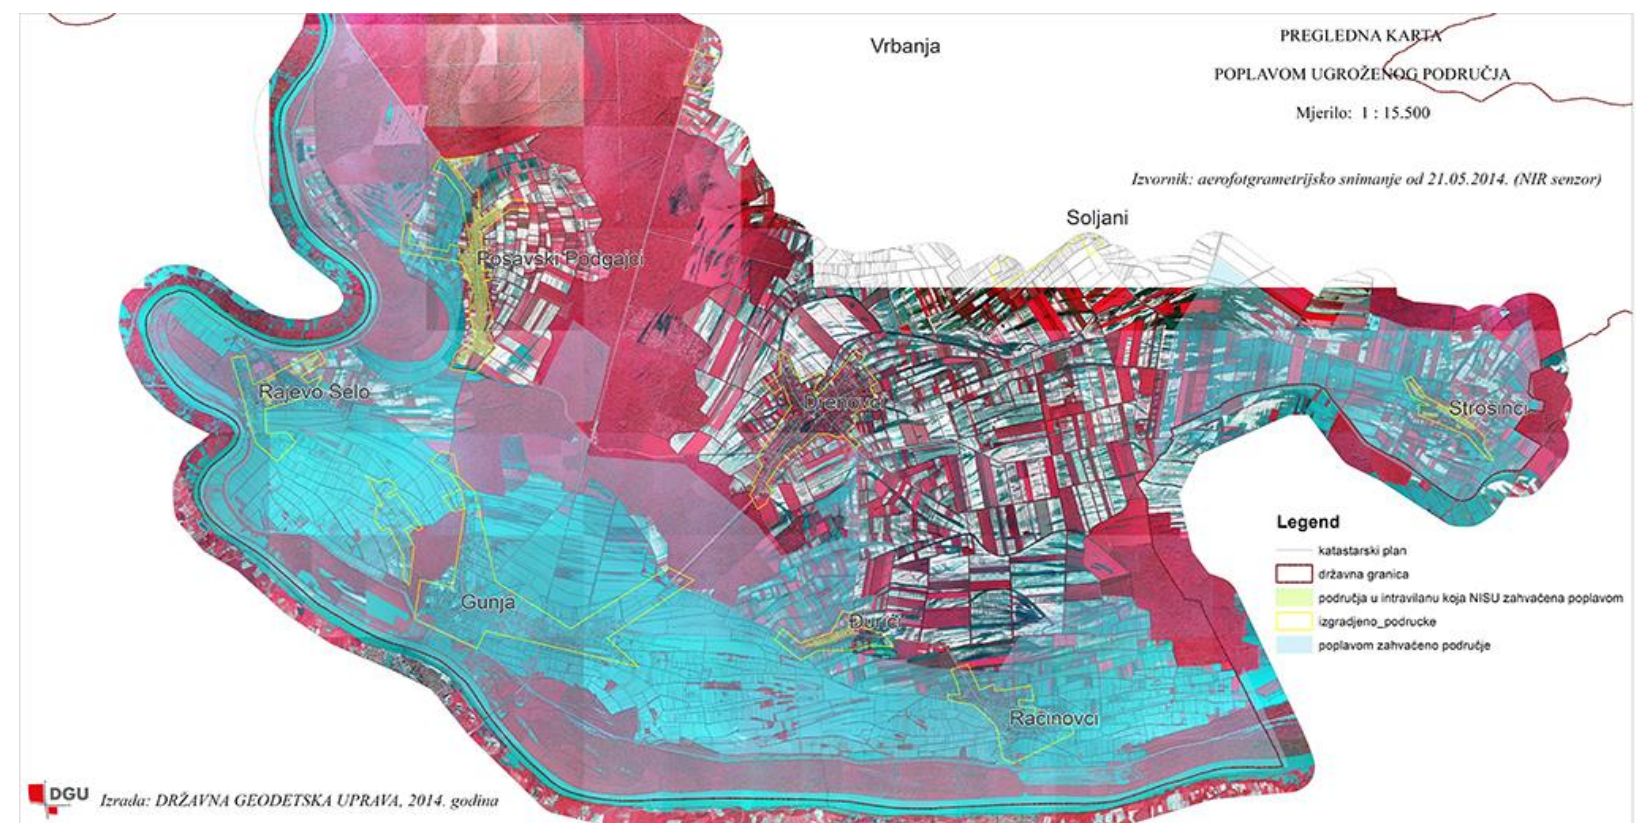 Vrbanja
PREGLEDNA KARTA
POPLAVOM UGROŽENOG PODRUČJA
Mjerilo: 1 : 15.500
Izvornik: aerofotgrametrijsko snimanje od 21.05.2014. (NIR senzor)
Soljani
Posavski Podgajci
Rajevo Selo
Drenovci
Strošinci
Gunja
Đurići
Račinovci
Legend
katastarski plan
državna granica
područja u intravilanu koja NISU zahvaćena poplavom
izgradjeno_podrucke
poplavom zahvaćeno područje
DGU
Izrada: DRŽAVNA GEODETSKA UPRAVA, 2014. godina